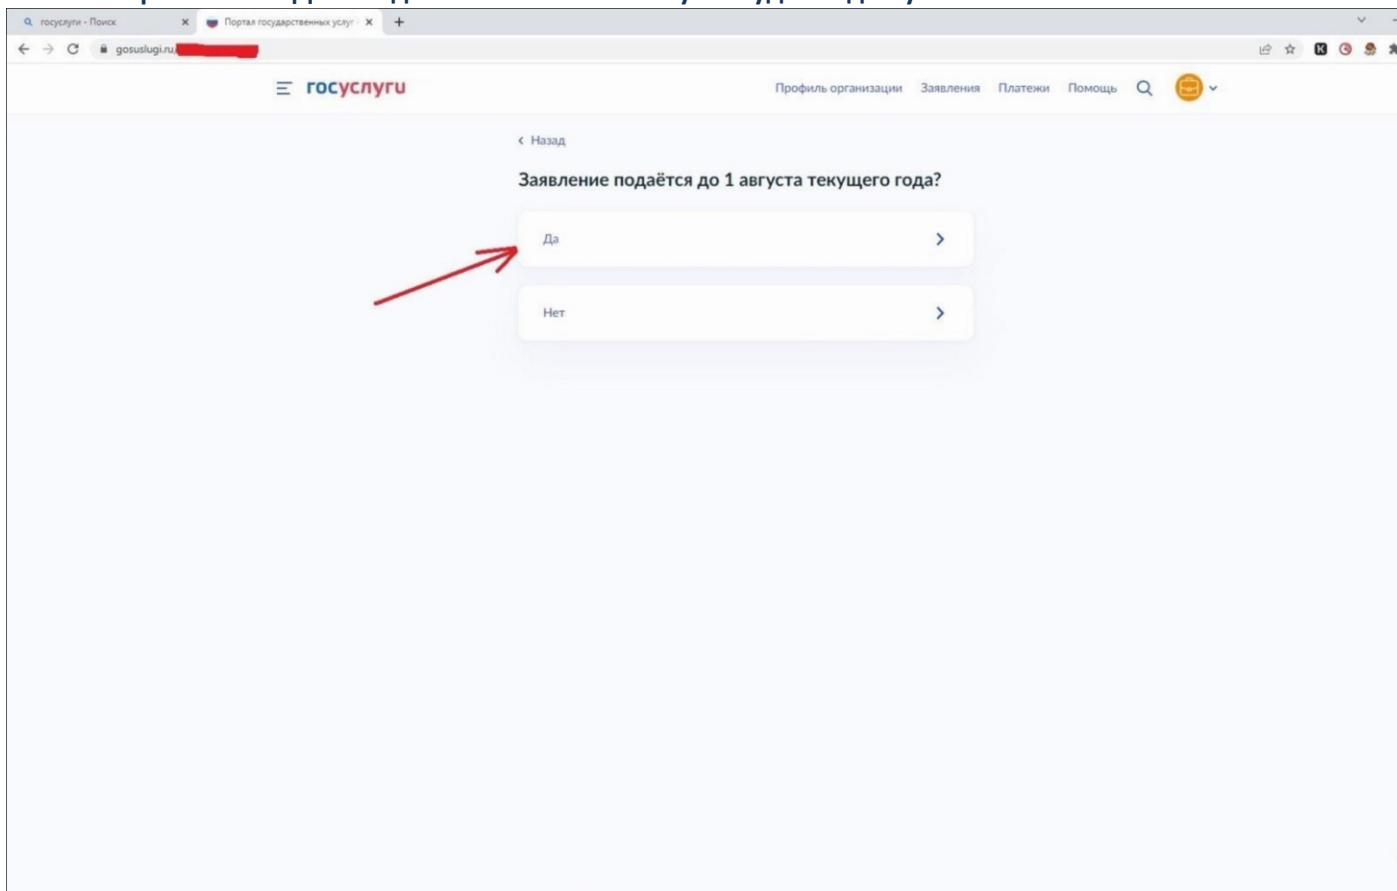 госуслуги - Поиск
Портал государственных услуг
gosuslugi.ru/
госуслуги
Профиль организации Заявления Платежи Помощь
Назад
Заявление подаётся до 1 августа текущего года?
Да
Нет